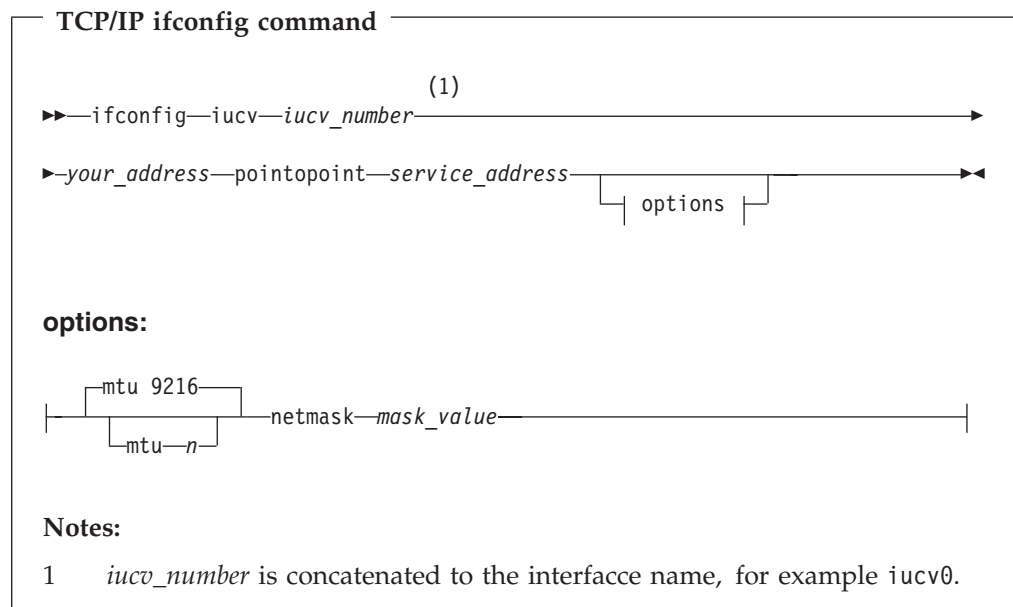 TCP/IP ifconfig command
(1)
ifconfig iucv iucv_number
your_address pointopoint service_address
options
options:
mtu 9216
netmask mask_value
mtu n
Notes:
1 iucv_number is concatenated to the interfacce name, for example iucv0.